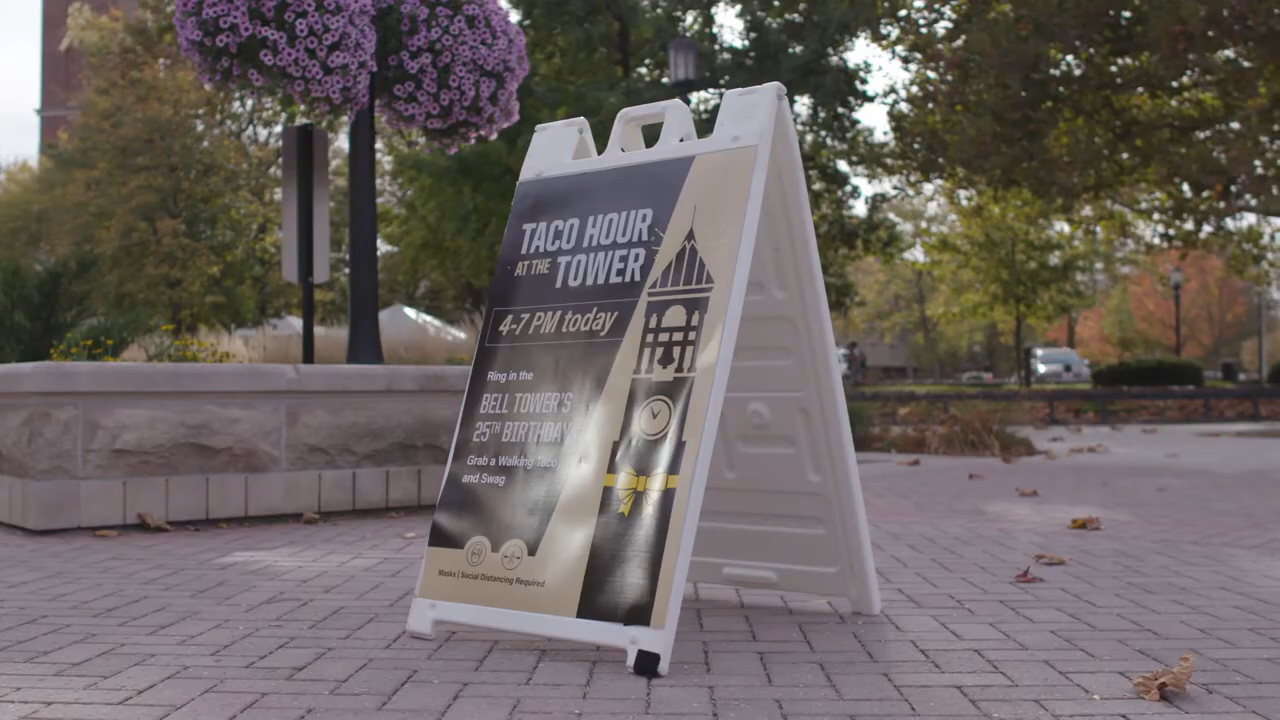 TACO HOUR
AT THE TOWER
4-7 PM today
Ring in the
BELL TOWER'S
25TH BIRTHDAY
Grab a Walking Taco
and Swag
Masks | Social Distancing Required